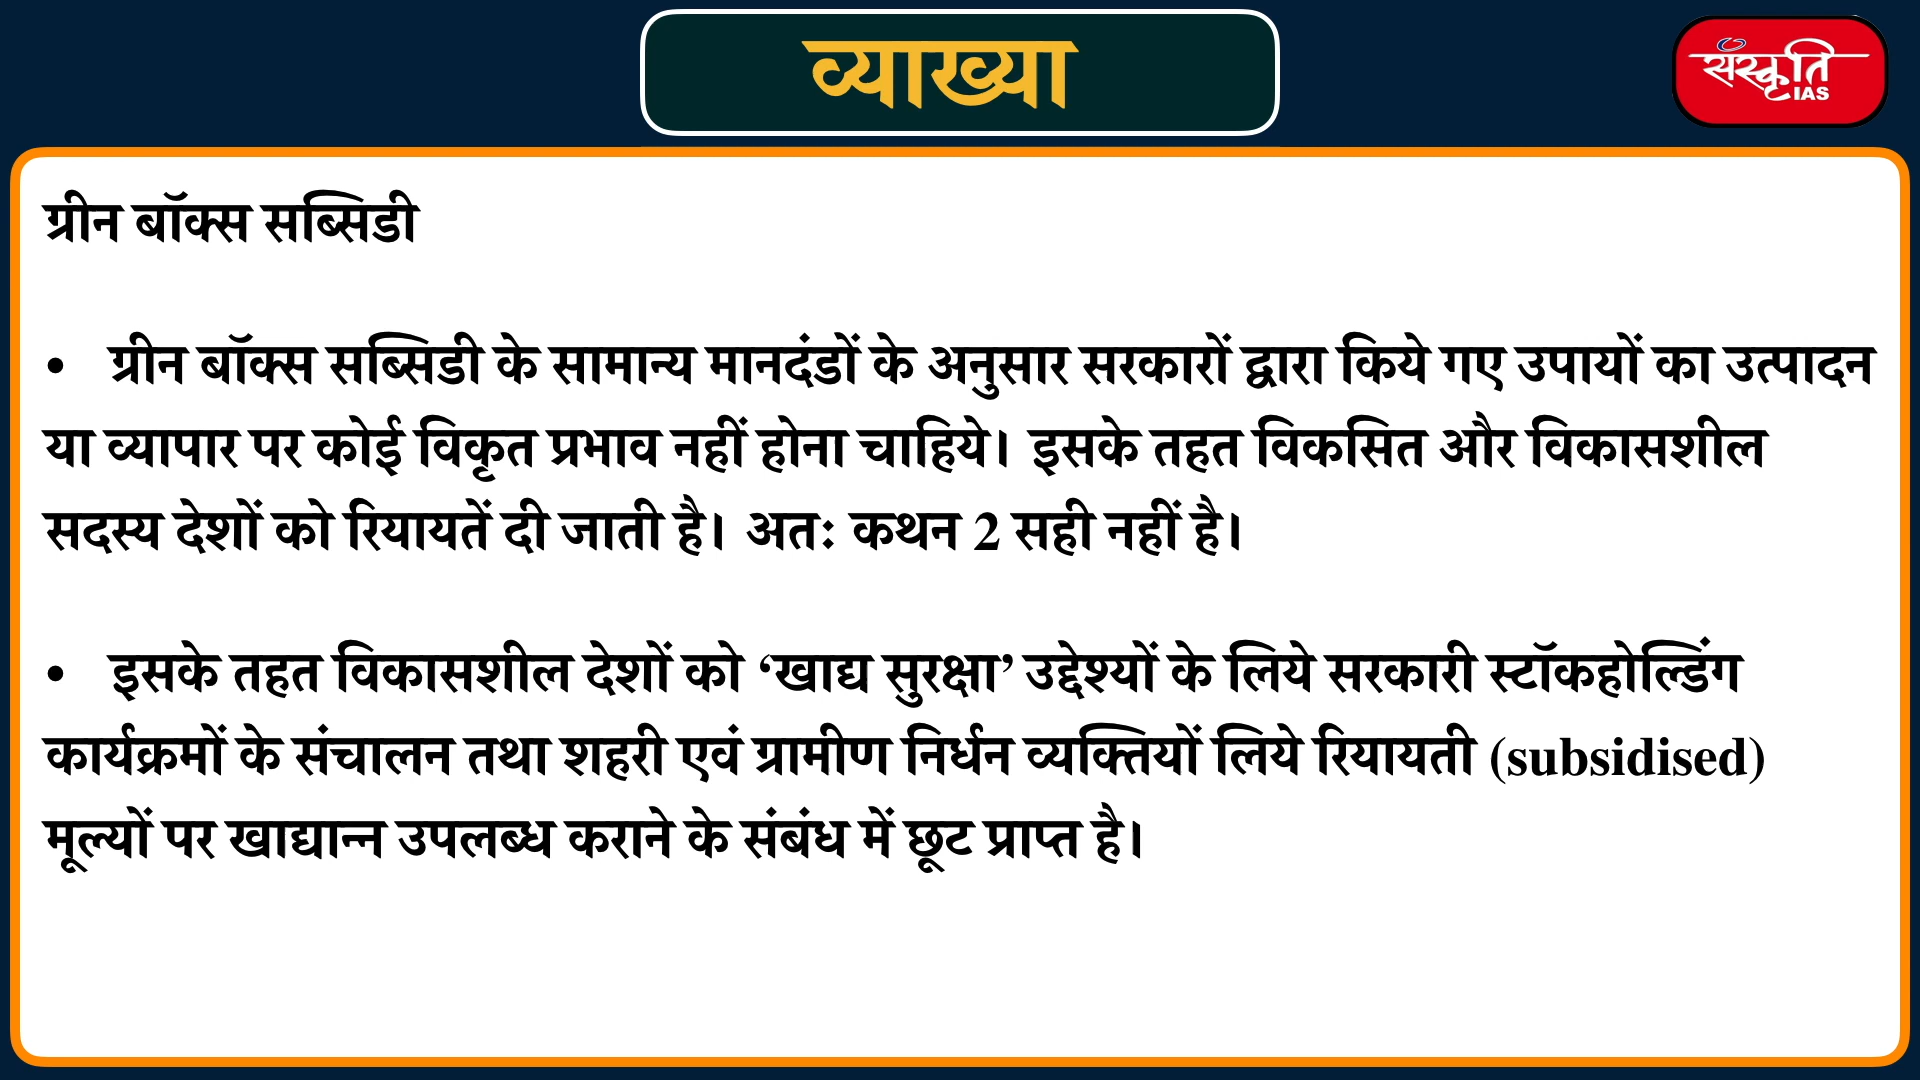 व्याख्या
संस्कृति
IAS
ग्रीन बॉक्स सब्सिडी
• ग्रीन बॉक्स सब्सिडी के सामान्य मानदंडों के अनुसार सरकारों द्वारा किये गए उपायों का उत्पादन
या व्यापार पर कोई विकृत प्रभाव नहीं होना चाहिये। इसके तहत विकसित और विकासशील
सदस्य देशों को रियायतें दी जाती है। अतः कथन 2 सही नहीं है।
• इसके तहत विकासशील देशों को ‘खाद्य सुरक्षा’ उद्देश्यों के लिये सरकारी स्टॉकहोल्डिंग
कार्यक्रमों के संचालन तथा शहरी एवं ग्रामीण निर्धन व्यक्तियों लिये रियायती (subsidised)
मूल्यों पर खाद्यान्न उपलब्ध कराने के संबंध में छूट प्राप्त है।